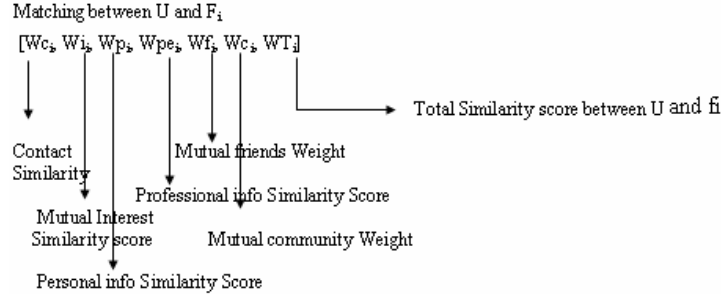 Matching between U and Fi
[Wci, Wi, Wpi, Wpei, Wfi, Wci, WTi]
Total Similarity score between U and fi
Contact
Similarity
Mutual friends Weight
Professional info Similarity Score
Mutual Interest
Similarity score
Mutual community Weight
Personal info Similarity Score